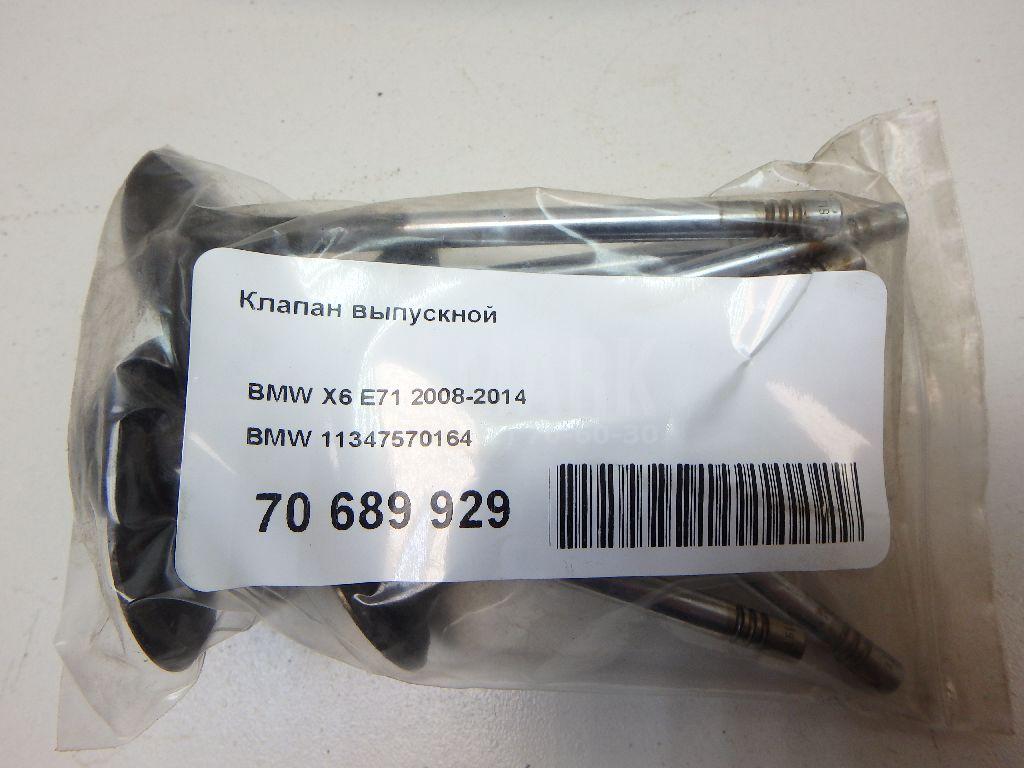 Клапан выпускной
BMW X6 E71 2008-2014
BMW 11347570164
70 689 929